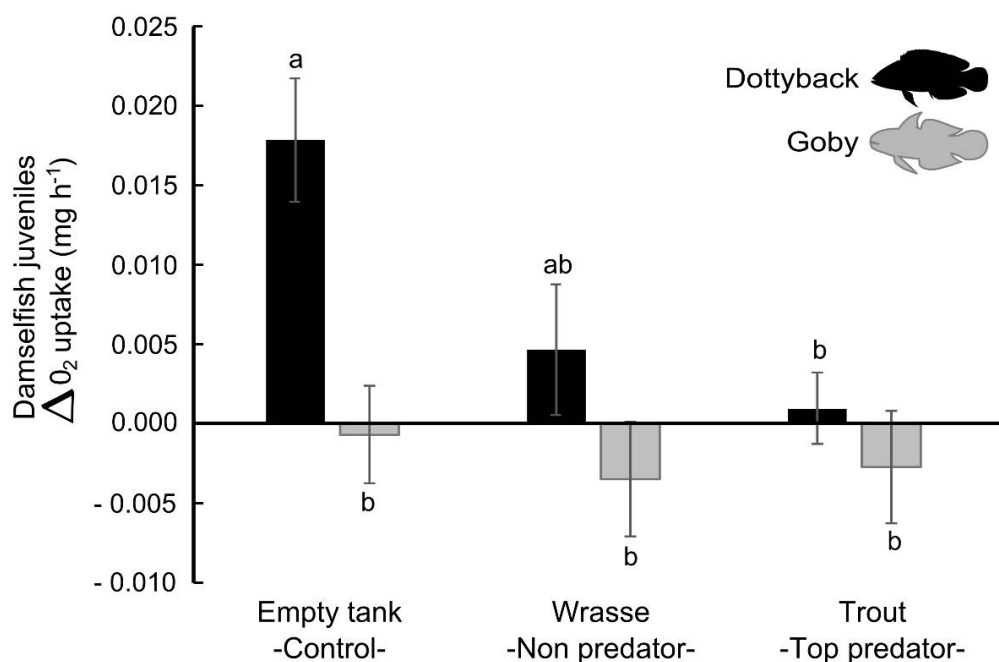 0.025
0.020
0.015
0.010
0.005
0.000
- 0.005
- 0.010
Damselfish juveniles
△ 0₂ uptake (mg h⁻¹)
Dottyback
Goby
a
b
ab
b
b
b
Empty tank
-Control-
Wrasse
-Non predator-
Trout
-Top predator-